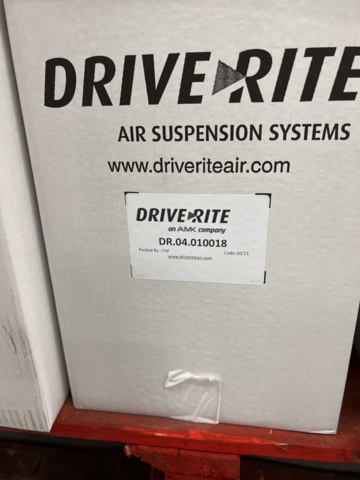 DRIVE RITE
AIR SUSPENSION SYSTEMS
www.driveriteair.com
DRIVE RITE
an AMK company
DR.04.010018
Packed By : CW
Code:10/21
www.driveriteair.com